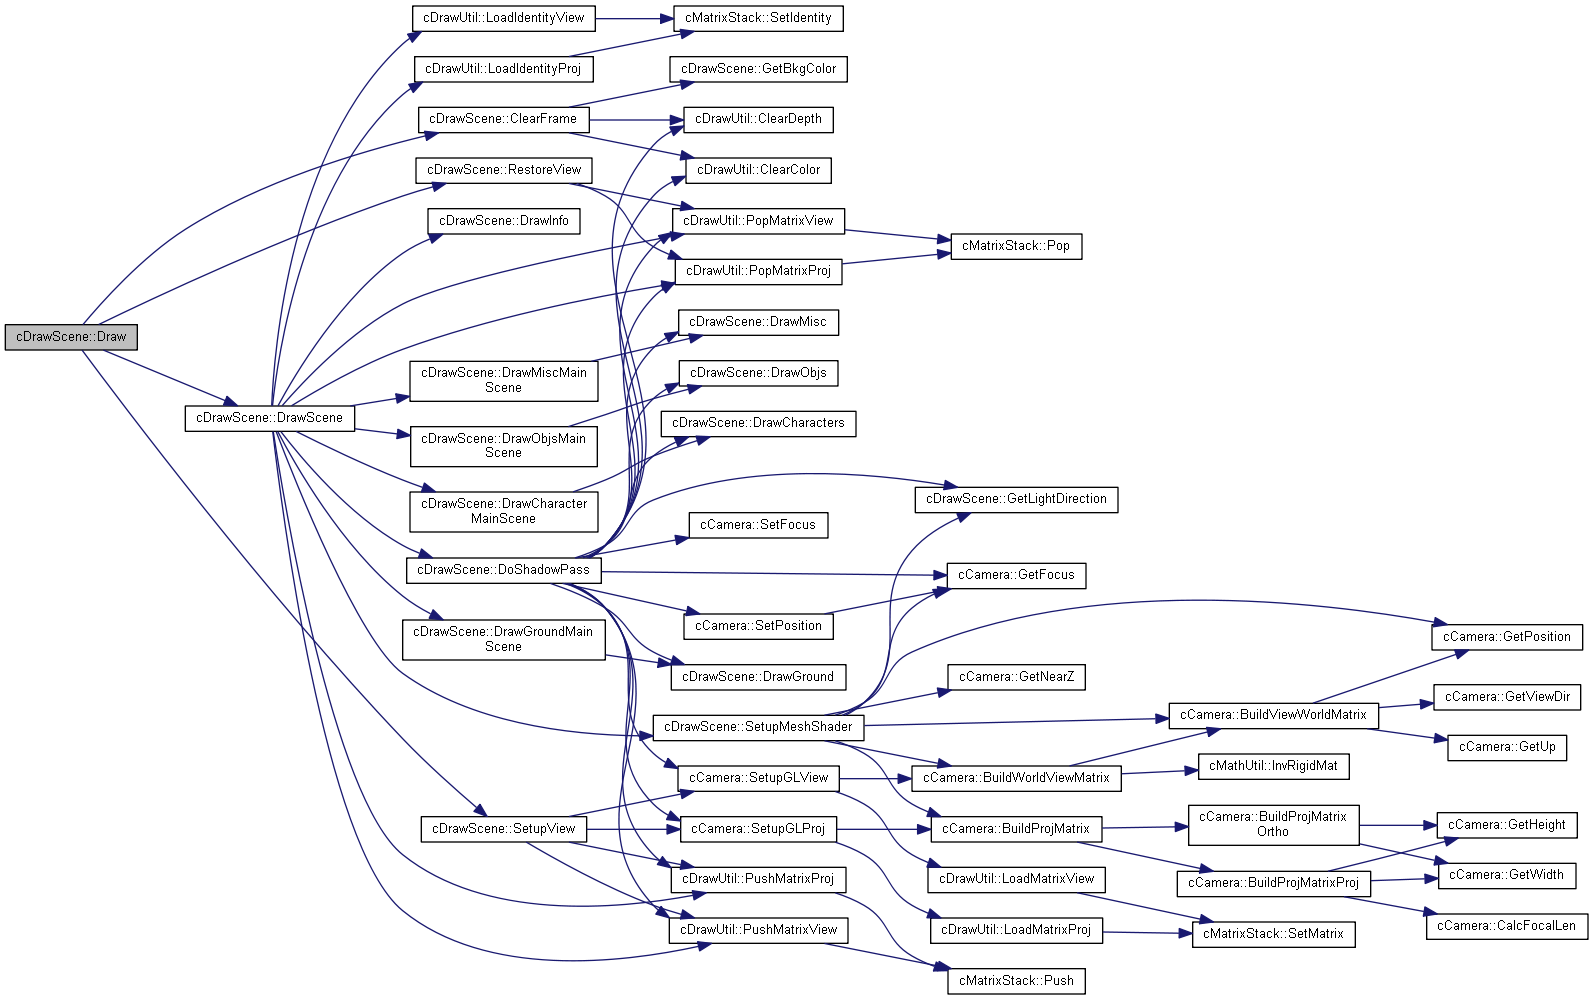 cDrawUtil::LoadIdentityView
cMatrixStack::SetIdentity
cDrawUtil::LoadIdentityProj
cDrawScene::GetBkgColor
cDrawScene::ClearFrame
cDrawUtil::ClearDepth
cDrawScene::RestoreView
cDrawUtil::ClearColor
cDrawScene::DrawInfo
cDrawUtil::PopMatrixView
cMatrixStack::Pop
cDrawUtil::PopMatrixProj
cDrawScene::Draw
cDrawScene::DrawMisc
cDrawScene::DrawMiscMain
Scene
cDrawScene::DrawObjs
cDrawScene::DrawScene
cDrawScene::DrawCharacters
cDrawScene::DrawObjsMain
Scene
cDrawScene::DrawCharacter
MainScene
cDrawScene::GetLightDirection
cCamera::SetFocus
cDrawScene::DoShadowPass
cCamera::GetFocus
cCamera::SetPosition
cDrawScene::DrawGroundMain
Scene
cCamera::GetPosition
cDrawScene::DrawGround
cCamera::GetNearZ
cCamera::GetViewDir
cDrawScene::SetupMeshShader
cCamera::BuildViewWorldMatrix
cCamera::GetUp
cCamera::SetupGLView
cCamera::BuildWorldViewMatrix
cMathUtil::InvRigidMat
cDrawScene::SetupView
cCamera::SetupGLProj
cCamera::BuildProjMatrix
cCamera::BuildProjMatrix
Ortho
cCamera::GetHeight
cDrawUtil::PushMatrixProj
cDrawUtil::LoadMatrixView
cCamera::BuildProjMatrixProj
cCamera::GetWidth
cDrawUtil::PushMatrixView
cDrawUtil::LoadMatrixProj
cMatrixStack::SetMatrix
cCamera::CalcFocalLen
cMatrixStack::Push